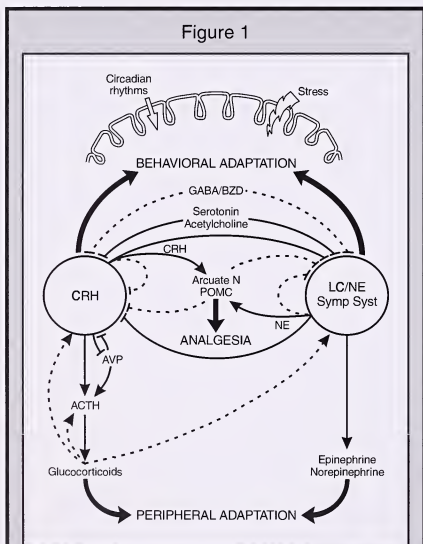 Figure 1
Circadian
rhythms
Stress
BEHAVIORAL ADAPTATION
GABA/BZD
Serotonin
Acetylcholine
CRH
CRH
Arcuate N
POMC
LC/NE
Symp Syst
NE
ANALGESIA
AVP
ACTH
Glucocorticoids
Epinephrine
Norepinephrine
PERIPHERAL ADAPTATION